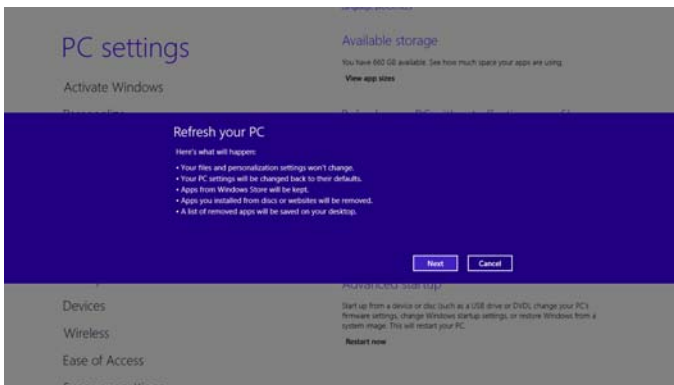 PC settings
Activate Windows
Available storage
You have 660 GB available. See how much space your apps are using.
View app sizes
Refresh your PC
Here's what will happen:
• Your files and personalization settings won't change.
• Your PC settings will be changed back to their defaults.
• Apps from Windows Store will be kept.
• Apps you installed from discs or websites will be removed.
• A list of removed apps will be saved on your desktop.
Next
Cancel
Devices
Wireless
Ease of Access
Advanced startup
Start up from a device or disc (such as a USB drive or DVD), change your PC's
firmware settings, change Windows startup settings, or restore Windows from a
system image. This will restart your PC.
Restart now